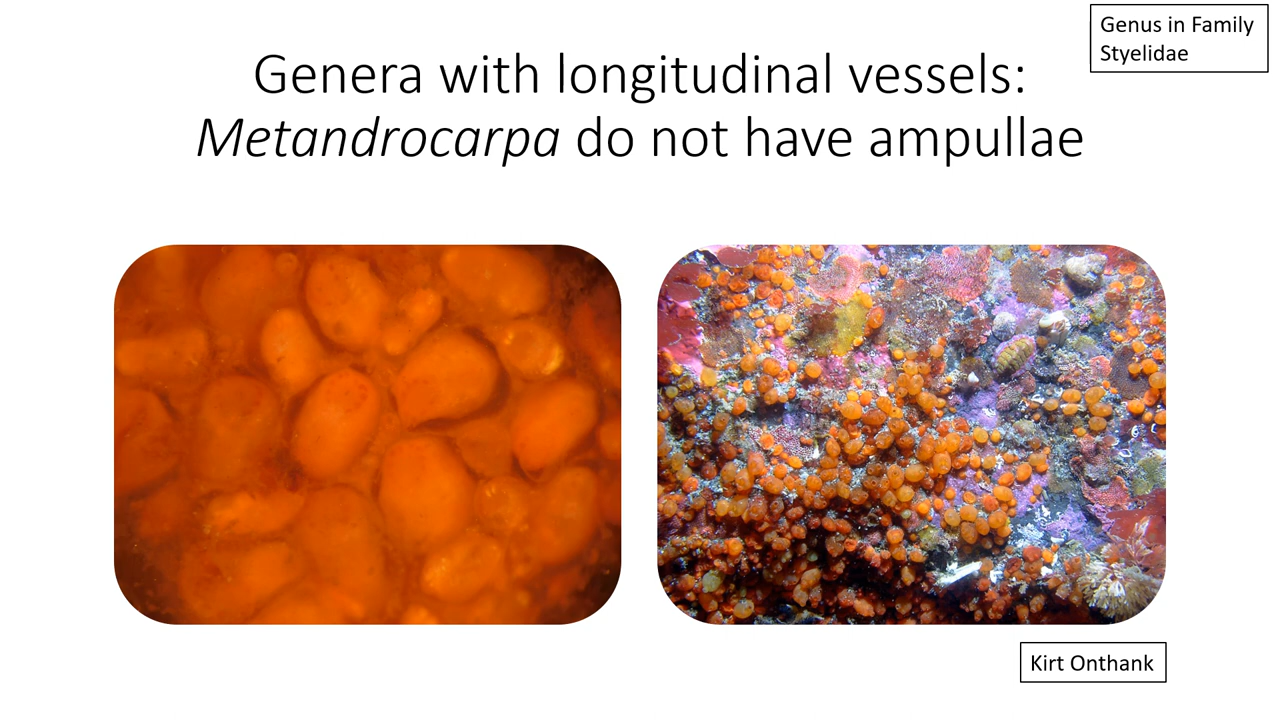 Genus in Family
Styelidae
Genera with longitudinal vessels:
Metandrocarpa do not have ampullae
Kirt Onthank